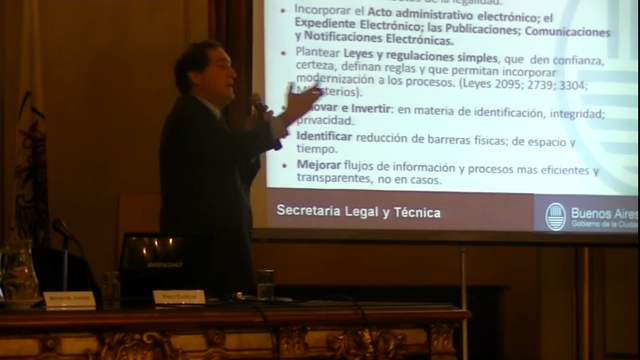 de la legalidad.
• Incorporar el Acto administrativo electrónico; el
Expediente Electrónico; las Publicaciones; Comunicaciones
y Notificaciones Electrónicas.
• Plantear Leyes y regulaciones simples, que den confianza,
certeza, definan reglas y que permitan incorporar
modernización a los procesos. (Leyes 2095; 2739; 3304;
Ministerios).
Innovar e Invertir: en materia de identificación, integridad;
privacidad.
Identificar reducción de barreras físicas; de espacio y
tiempo.
• Mejorar flujos de información y procesos mas eficientes y
transparentes, no en casos.
Secretaría Legal y Técnica
Buenos Aires
Gobierno de la Ciudad